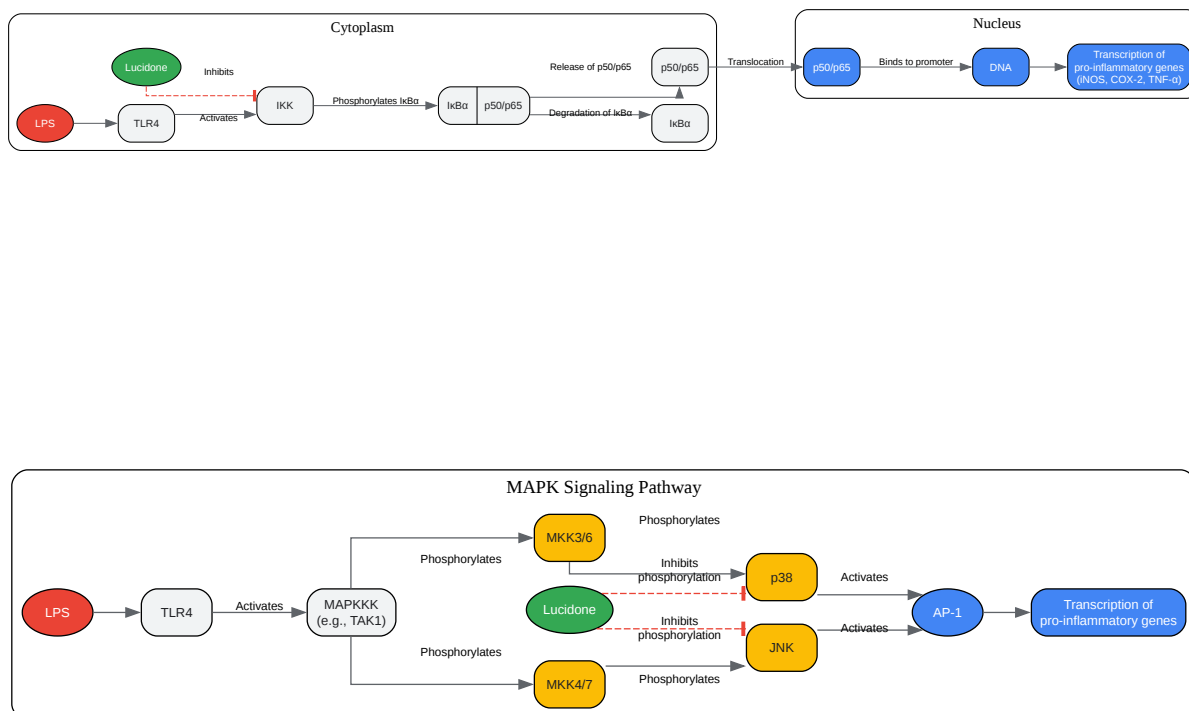 Cytoplasm
Nucleus
Lucidone
Inhibits
Release of p50/p65
p50/p65
Translocation
p50/p65
Binds to promoter
DNA
Transcription of
pro-inflammatory genes
(iNOS, COX-2, TNF-α)
LPS
TLR4
Activates
IKK
Phosphorylates IκBα
IκBα
p50/p65
Degradation of IκBα
IκBα
MAPK Signaling Pathway
LPS
TLR4
Activates
MAPKKK
(e.g., TAK1)
Phosphorylates
Phosphorylates
MKK3/6
Phosphorylates
Inhibits
phosphorylation
Lucidone
Inhibits
phosphorylation
MKK4/7
Phosphorylates
p38
JNK
Activates
Activates
AP-1
Transcription of
pro-inflammatory genes